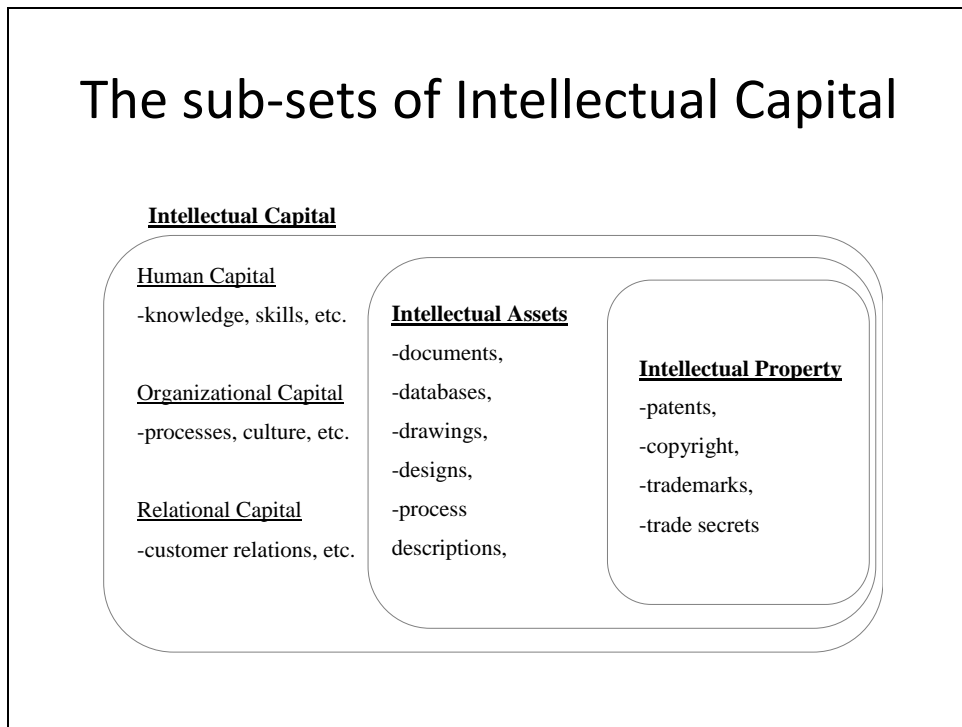 The sub-sets of Intellectual Capital
Intellectual Capital
Human Capital
-knowledge, skills, etc.
Organizational Capital
-processes, culture, etc.
Relational Capital
-customer relations, etc.
Intellectual Assets
-documents,
-databases,
-drawings,
-designs,
-process
descriptions,
Intellectual Property
-patents,
-copyright,
-trademarks,
-trade secrets